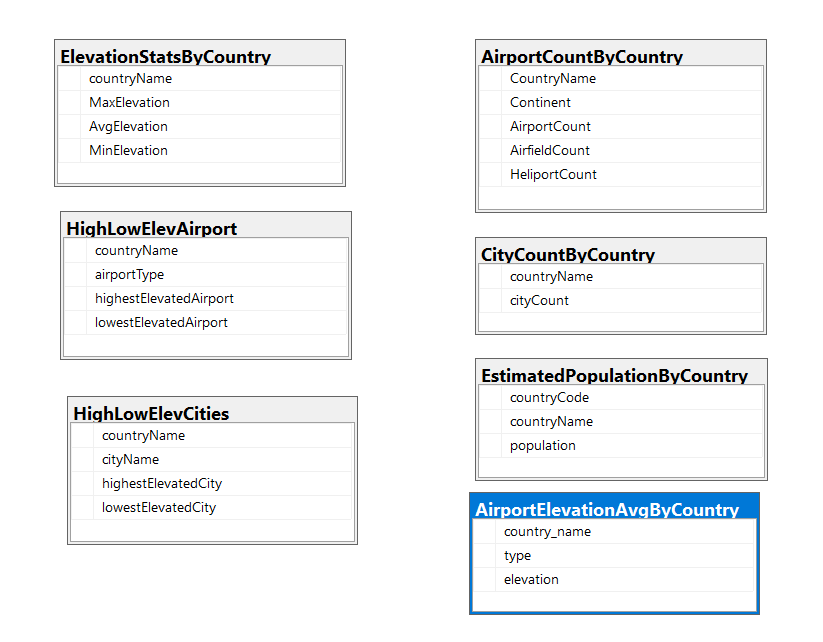 ElevationStatsByCountry
countryName
MaxElevation
AvgElevation
MinElevation
HighLowElevAirport
countryName
airportType
highestElevatedAirport
lowestElevatedAirport
HighLowElevCities
countryName
cityName
highestElevatedCity
lowestElevatedCity
AirportCountByCountry
CountryName
Continent
AirportCount
AirfieldCount
HeliportCount
CityCountByCountry
countryName
cityCount
EstimatedPopulationByCountry
countryCode
countryName
population
AirportElevationAvgByCountry
country_name
type
elevation